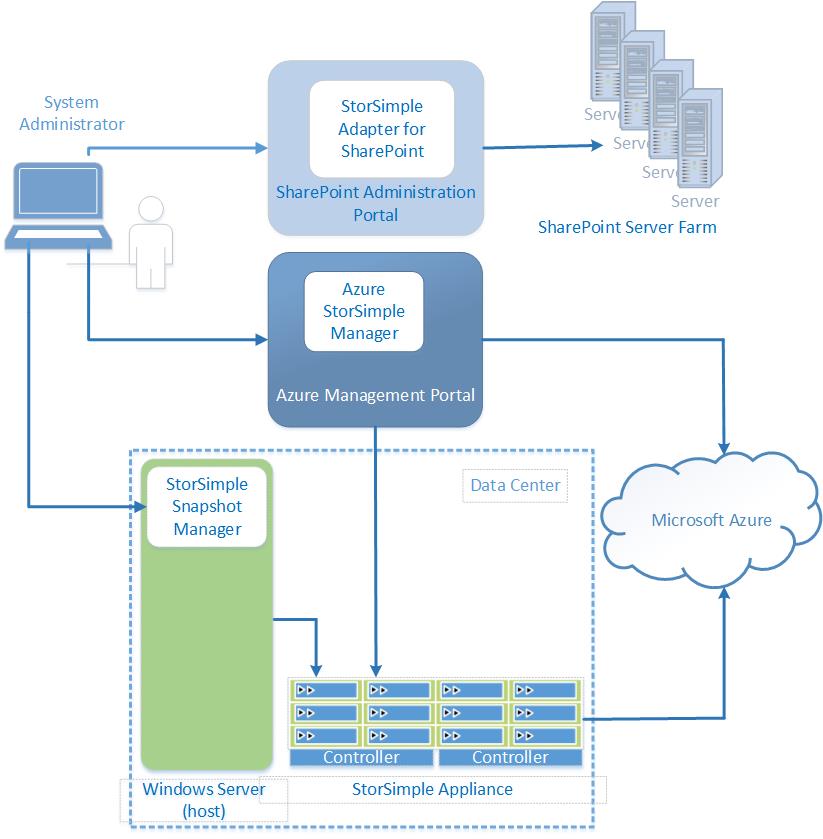 System
Administrator
StorSimple
Adapter for
SharePoint
SharePoint Administration
Portal
Server
Server
Server
Server
SharePoint Server Farm
Azure
StorSimple
Manager
Azure Management Portal
StorSimple
Snapshot
Manager
Data Center
Microsoft Azure
Controller
Controller
Windows Server
(host)
StorSimple Appliance